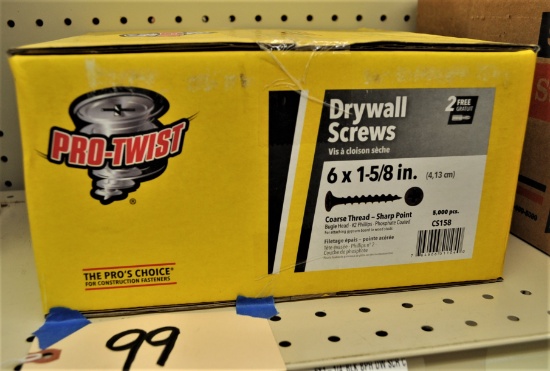 PRO-TWIST
®
THE PRO'S CHOICE®
FOR CONSTRUCTION FASTENERS
Drywall
Screws
Vis à cloison sèche
2 FREE
GRATUIT
6 x 1-5/8 in. (4,13 cm)
Coarse Thread – Sharp Point
Bugle Head · #2 Phillips · Phosphate Coated
Filetage épais – pointe acérée
5,000 pcs.
CS158
99